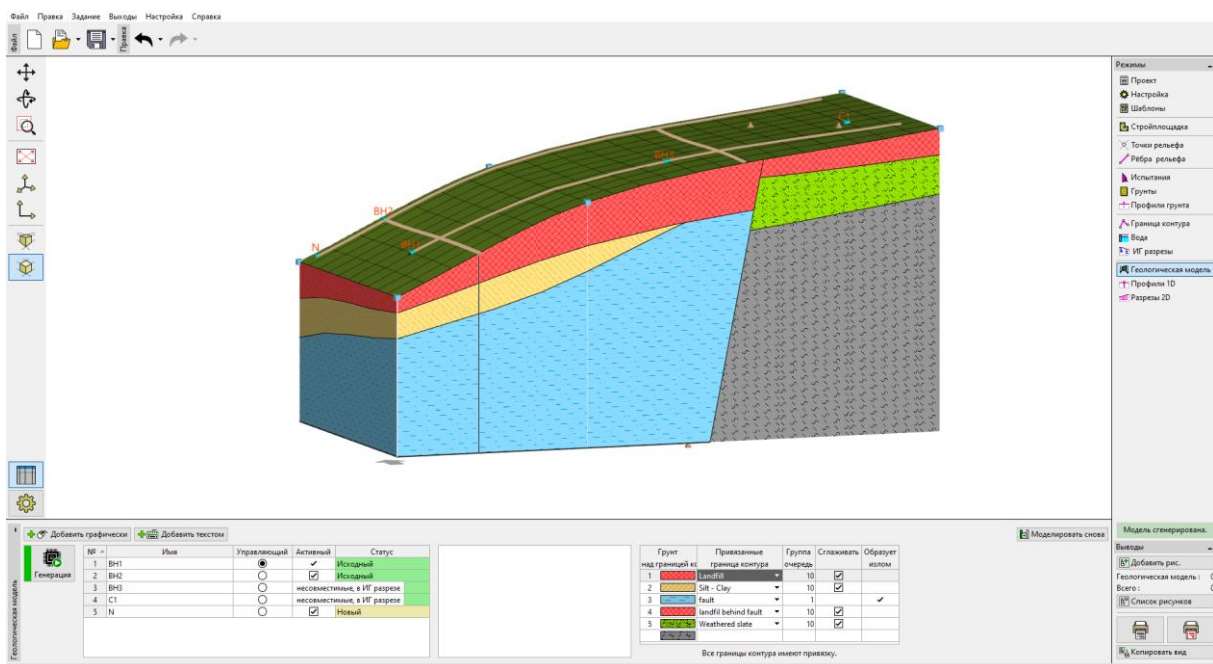 Файл Правка Задание Выходы Настройка Справка
Файл
Правка
N
BH2
BH1
BH3
C1
Режимы
Проект
Настройка
Шаблоны
Стройплощадка
Точки рельефа
Рёбра рельефа
Испытания
Грунты
Профили грунта
Граница контура
Вода
ИГ разрезы
Геологическая модель
Профили 1D
Разрезы 2D
Модель сгенерирована.
Выводы
Добавить рис.
Геологическая модель : 0
Всего : 0
Список рисунков
Копировать вид
Геологическая модель
Добавить графически Добавить текстом
Моделировать снова
Генерация
№ Имя Управляющий Активный Статус
1 BH1 Исходный
2 BH2 Исходный
3 BH3 несовместимые, в ИГ разрезе
4 C1 несовместимые, в ИГ разрезе
5 N Новый
Грунт Привязанные Группа Сглаживать Образует
над границей ко граница контура очередь излом
1 Landfill 10
2 Silt - Clay 10
3 fault 1
4 landfil behind fault 10
5 Weathered slate 10
Все границы контура имеют привязку.